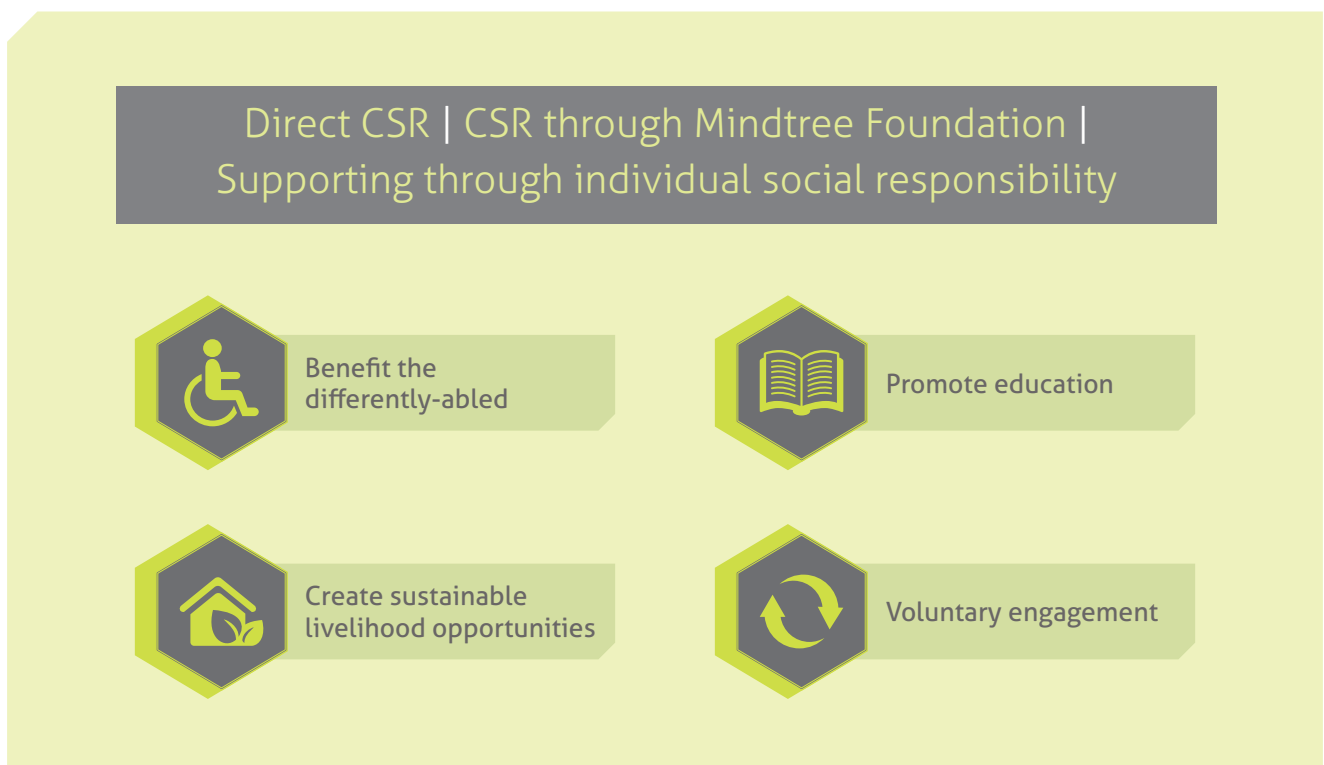 Direct CSR | CSR through Mindtree Foundation |
Supporting through individual social responsibility
Benefit the
differently-abled
Promote education
Create sustainable
livelihood opportunities
Voluntary engagement